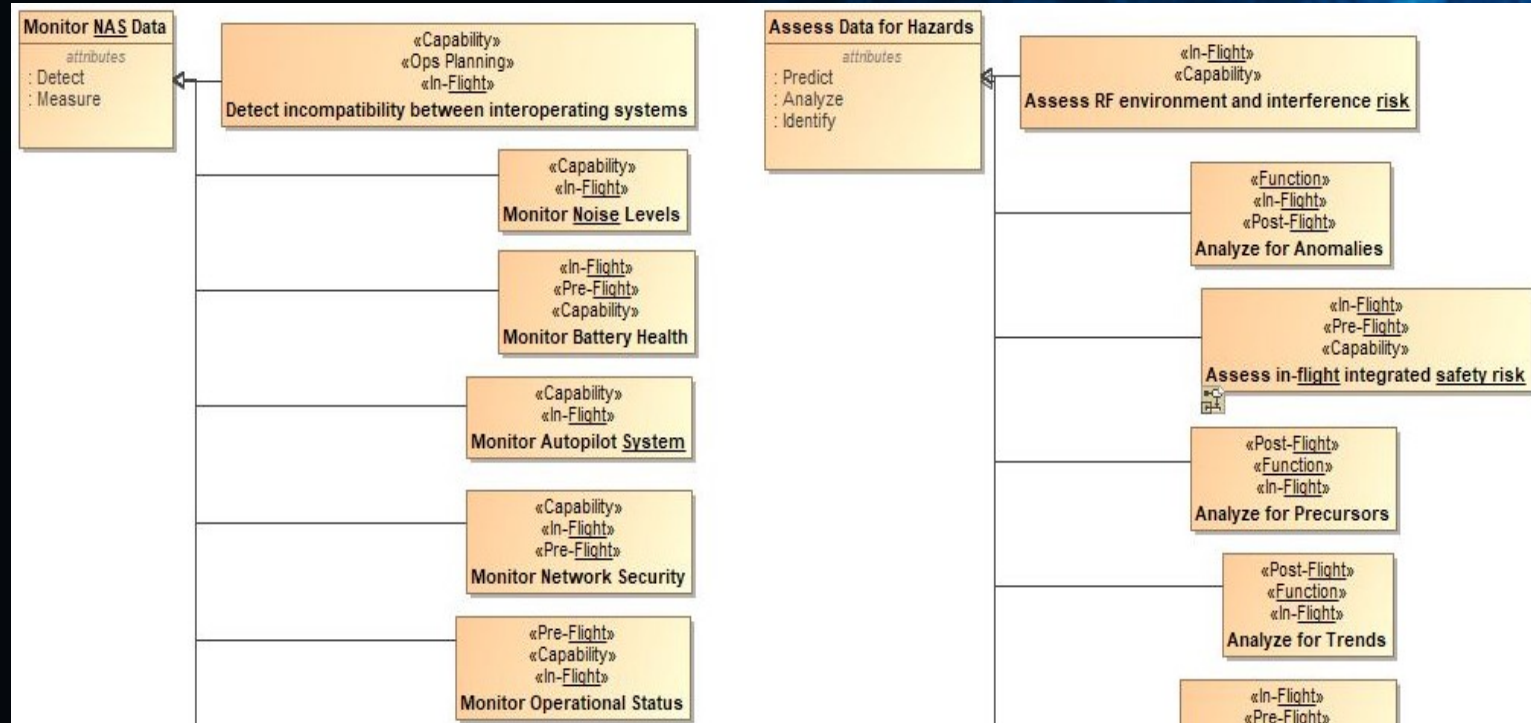 Monitor NAS Data
attributes
: Detect
: Measure
«Capability»
«Ops Planning»
«In-Flight»
Detect incompatibility between interoperating systems
«Capability»
«In-Flight»
Monitor Noise Levels
«In-Flight»
«Pre-Flight»
«Capability»
Monitor Battery Health
«Capability»
«In-Flight»
Monitor Autopilot System
«Capability»
«In-Flight»
«Pre-Flight»
Monitor Network Security
«Pre-Flight»
«Capability»
«In-Flight»
Monitor Operational Status
Assess Data for Hazards
attributes
: Predict
: Analyze
: Identify
«In-Flight»
«Capability»
Assess RF environment and interference risk
«Function»
«In-Flight»
«Post-Flight»
Analyze for Anomalies
«In-Flight»
«Pre-Flight»
«Capability»
Assess in-flight integrated safety risk
«Post-Flight»
«Function»
«In-Flight»
Analyze for Precursors
«Post-Flight»
«Function»
«In-Flight»
Analyze for Trends
«In-Flight»
«Pre-Flight»